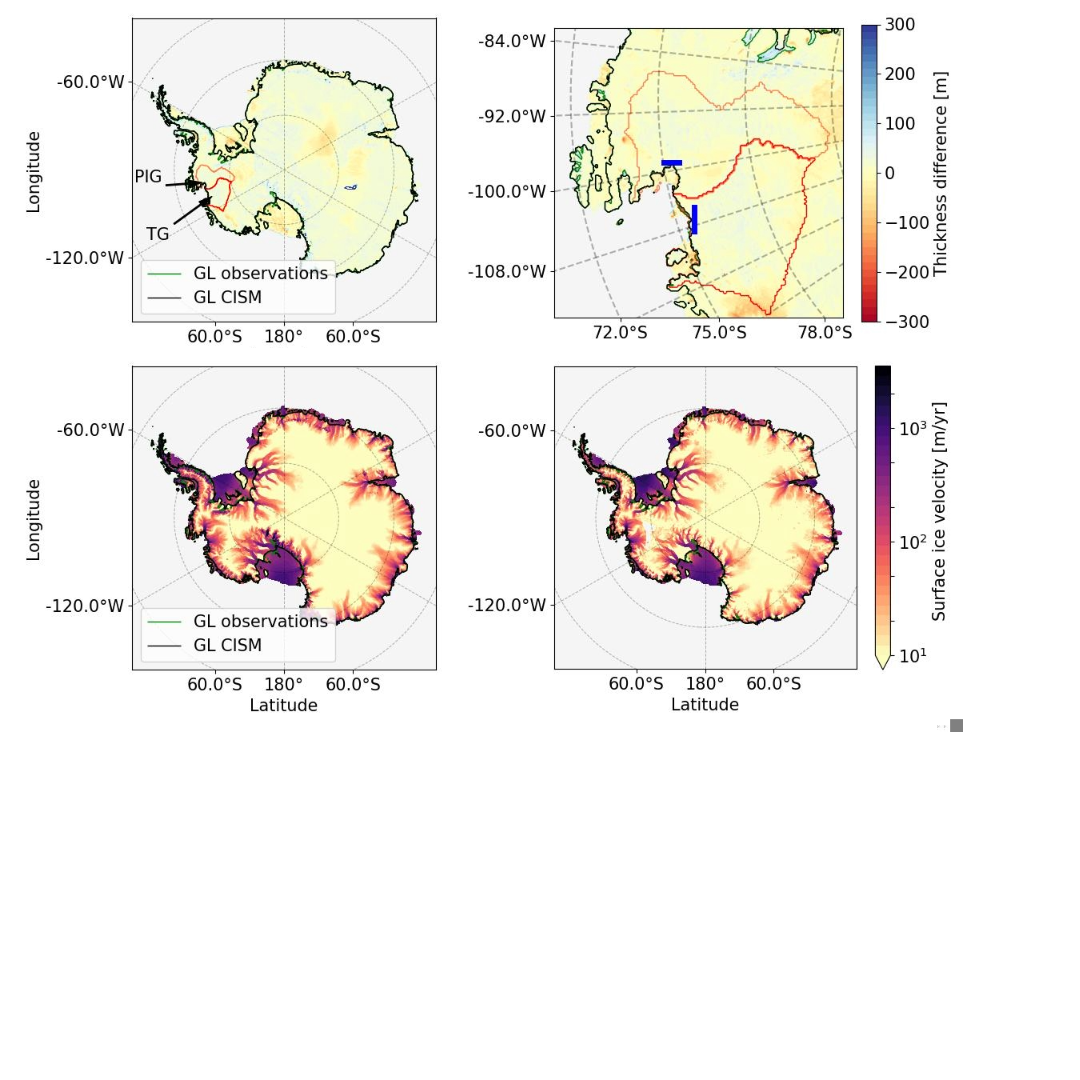 -60.0°W
Longitude
PIG
TG
-120.0°W
GL observations
GL CISM
60.0°S 180° 60.0°S
-84.0°W
-92.0°W
-100.0°W
-108.0°W
72.0°S 75.0°S 78.0°S
300
200
100
0
−100
−200
−300
Thickness difference [m]
-60.0°W
Longitude
-120.0°W
GL observations
GL CISM
60.0°S 180° 60.0°S
Latitude
-60.0°W
-120.0°W
60.0°S 180° 60.0°S
Latitude
10³
10²
10¹
Surface ice velocity [m/yr]